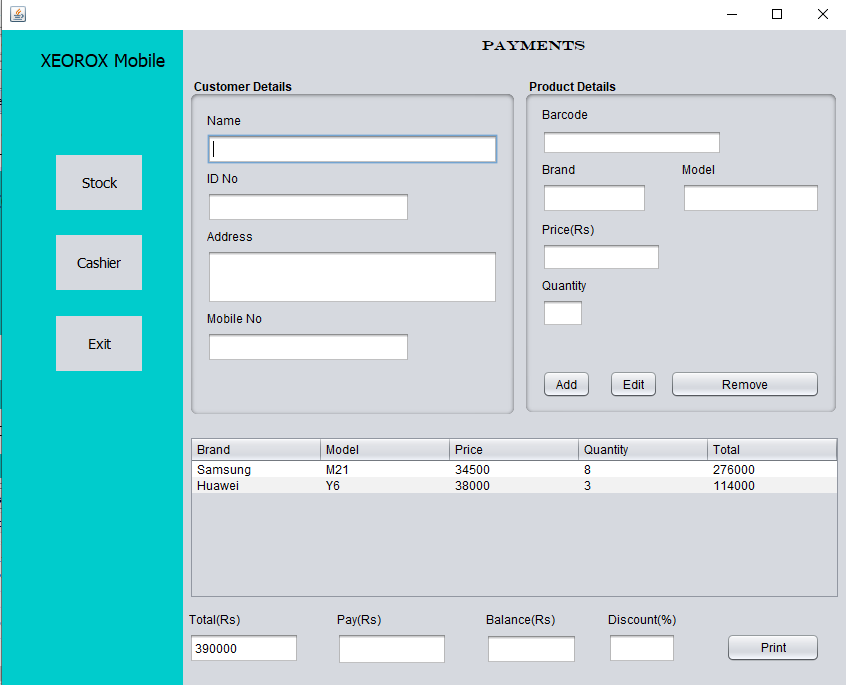 XEOROX Mobile
Stock
Cashier
Exit
PAYMENTS
Customer Details
Name
ID No
Address
Mobile No
Product Details
Barcode
Brand Model
Price(Rs)
Quantity
Add Edit Remove
Brand Model Price Quantity Total
Samsung M21 34500 8 276000
Huawei Y6 38000 3 114000
Total(Rs) Pay(Rs) Balance(Rs) Discount(%)
390000 Print